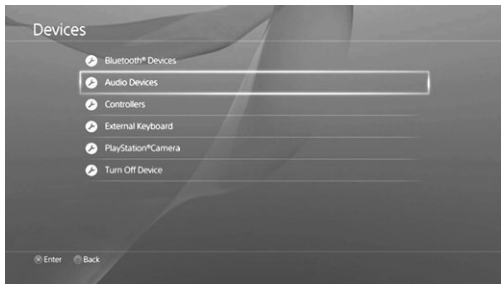 Devices
Bluetooth® Devices
Audio Devices
Controllers
External Keyboard
PlayStation®Camera
Turn Off Device
Enter Back